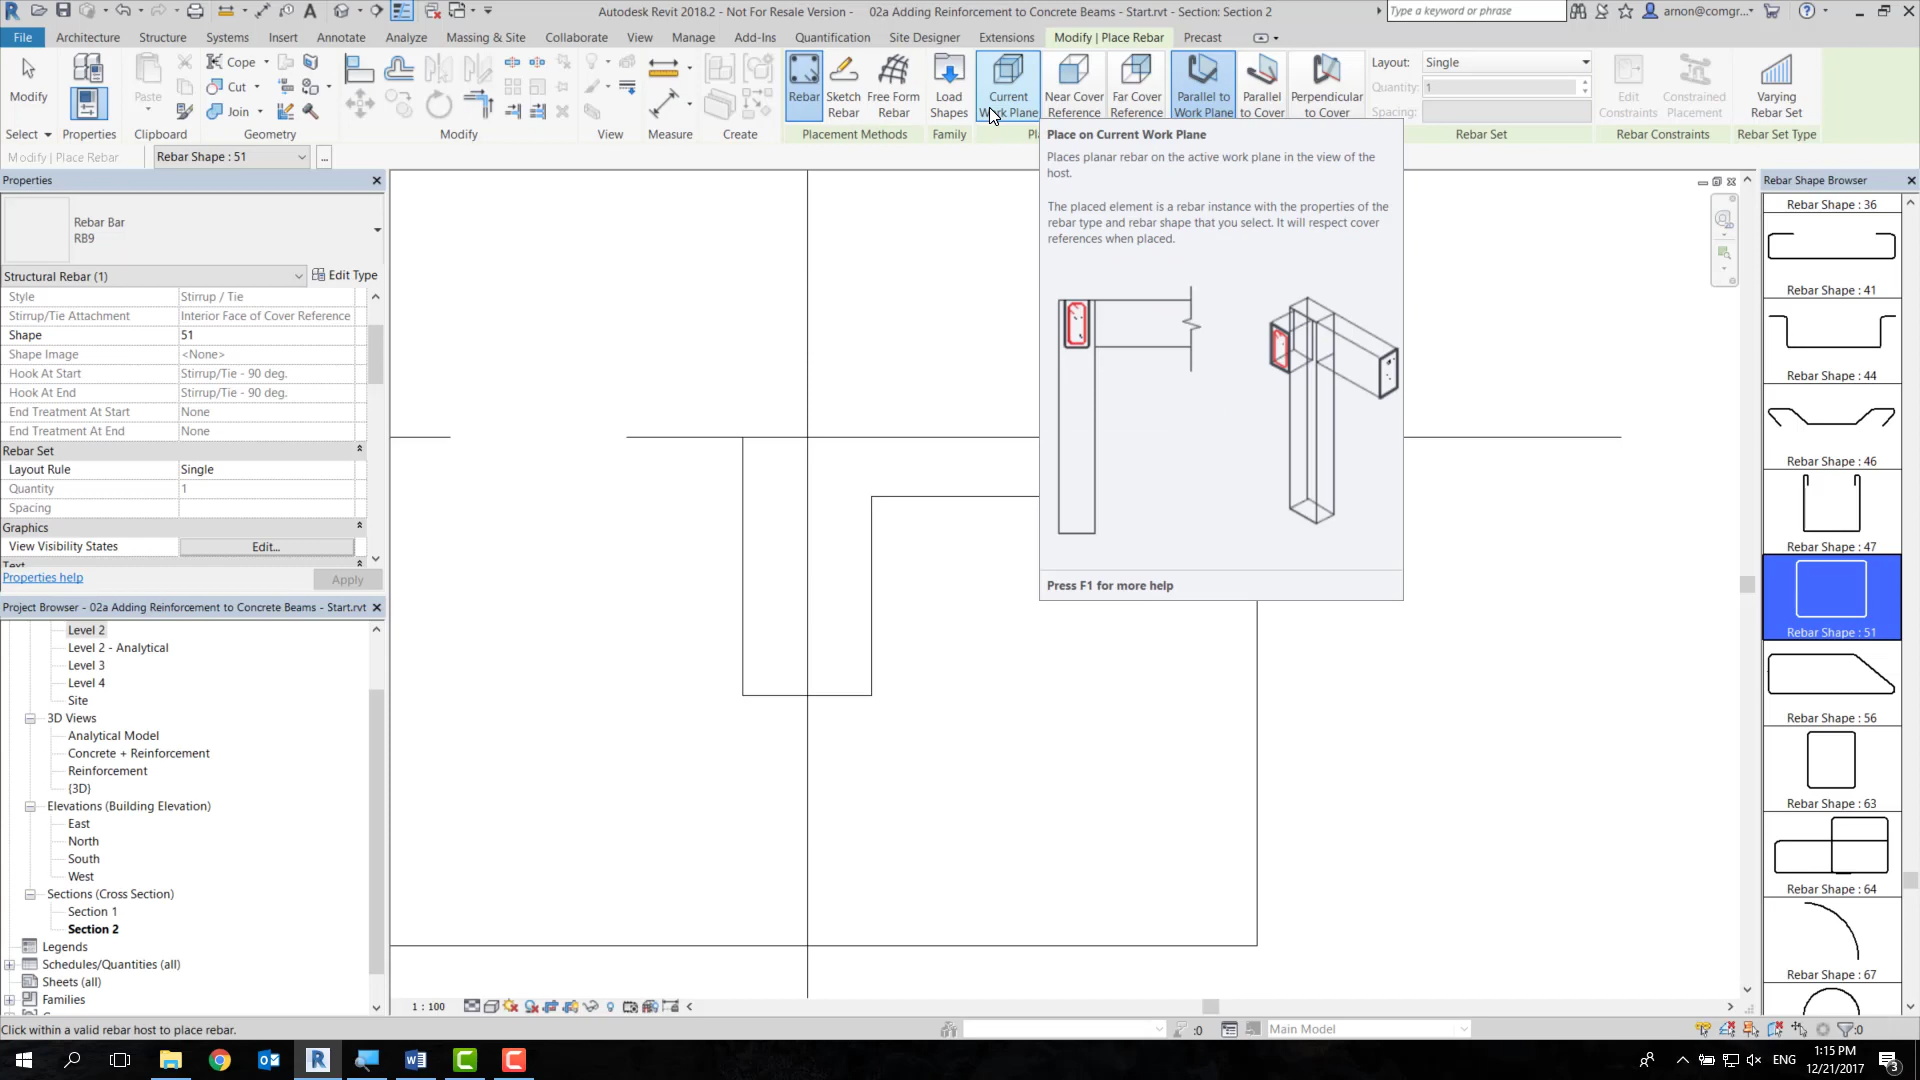 Autodesk Revit 2018.2 - Not For Resale Version - 02a Adding Reinforcement to Concrete Beams - Start.rvt - Section: Section 2
Type a keyword or phrase
arnon@comgr...
File Architecture Structure Systems Insert Annotate Analyze Massing & Site Collaborate View Manage Add-Ins Quantification Site Designer Extensions Modify | Place Rebar Precast
Modify Properties Paste Cope Cut Join
Rebar Sketch Rebar Free Form Rebar Load Shapes Current Work Plane Near Cover Reference Far Cover Reference Parallel to Work Plane Parallel to Cover Perpendicular to Cover
Layout: Single
Quantity: 1
Spacing:
Edit Constraints Constrained Placement Varying Rebar Set
Select Properties Clipboard Geometry Modify View Measure Create Placement Methods Family Rebar Set Rebar Constraints Rebar Set Type
Modify | Place Rebar Rebar Shape : 51 ...
Properties
Rebar Bar
RB9
Structural Rebar (1) Edit Type
Style Stirrup / Tie
Stirrup/Tie Attachment Interior Face of Cover Reference
Shape 51
Shape Image <None>
Hook At Start Stirrup/Tie - 90 deg.
Hook At End Stirrup/Tie - 90 deg.
End Treatment At Start None
End Treatment At End None
Rebar Set
Layout Rule Single
Quantity 1
Spacing
Graphics
View Visibility States Edit...
Text
Properties help Apply
Project Browser - 02a Adding Reinforcement to Concrete Beams - Start.rvt
Level 2
Level 2 - Analytical
Level 3
Level 4
Site
3D Views
Analytical Model
Concrete + Reinforcement
Reinforcement
{3D}
Elevations (Building Elevation)
East
North
South
West
Sections (Cross Section)
Section 1
Section 2
Legends
Schedules/Quantities (all)
Sheets (all)
Families
Place on Current Work Plane
Places planar rebar on the active work plane in the view of the
host.
The placed element is a rebar instance with the properties of the
rebar type and rebar shape that you select. It will respect cover
references when placed.
Press F1 for more help
Rebar Shape Browser
Rebar Shape : 36
Rebar Shape : 41
Rebar Shape : 44
Rebar Shape : 46
Rebar Shape : 47
Rebar Shape : 51
Rebar Shape : 56
Rebar Shape : 63
Rebar Shape : 64
Rebar Shape : 67
1 : 100
Click within a valid rebar host to place rebar.
:0 Main Model :0
ENG 1:15 PM
12/21/2017
3